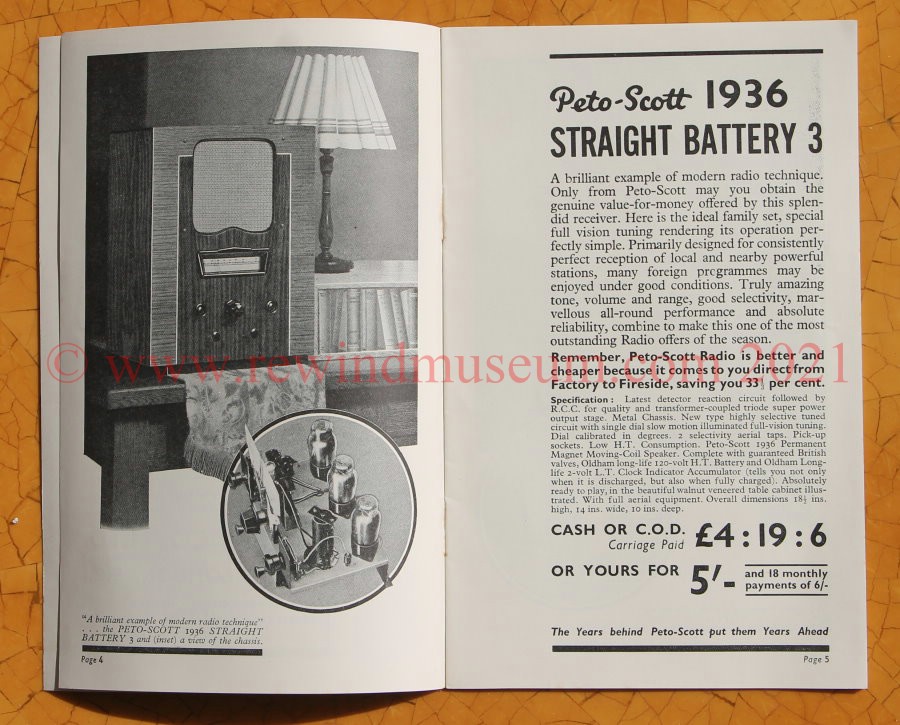 "A brilliant example of modern radio technique"
. . . the PETO-SCOTT 1936 STRAIGHT
BATTERY 3 and (inset) a view of the chassis.
Page 4
Peto-Scott 1936
STRAIGHT BATTERY 3
A brilliant example of modern radio technique.
Only from Peto-Scott may you obtain the
genuine value-for-money offered by this splen-
did receiver. Here is the ideal family set, special
full vision tuning rendering its operation per-
fectly simple. Primarily designed for consistently
perfect reception of local and nearby powerful
stations, many foreign programmes may be
enjoyed under good conditions. Truly amazing
tone, volume and range, good selectivity, mar-
vellous all-round performance and absolute
reliability, combine to make this one of the most
outstanding Radio offers of the season.
Remember, Peto-Scott Radio is better and
cheaper because it comes to you direct from
Factory to Fireside, saving you 33⅓ per cent.
Specification: Latest detector reaction circuit followed by
R.C.C. for quality and transformer-coupled triode super power
output stage. Metal Chassis. New type highly selective tuned
circuit with single dial slow motion illuminated full-vision tuning.
Dial calibrated in degrees. 2 selectivity aerial taps. Pick-up
sockets. Low H.T. Consumption. Peto-Scott 1936 Permanent
Magnet Moving-Coil Speaker. Complete with guaranteed British
valves, Oldham long-life 120-volt H.T. Battery and Oldham Long-
life 2-volt L.T. Clock Indicator Accumulator (tells you not only
when it is discharged, but also when fully charged). Absolutely
ready to play, in the beautiful walnut veneered table cabinet illus-
trated. With full aerial equipment. Overall dimensions 18½ ins.
high, 14 ins. wide, 10 ins. deep.
CASH OR C.O.D. £4 : 19 : 6
Carriage Paid
OR YOURS FOR 5'- and 18 monthly
payments of 6/-
The Years behind Peto-Scott put them Years Ahead
Page 5
© www.rewindmuseum.com 2021